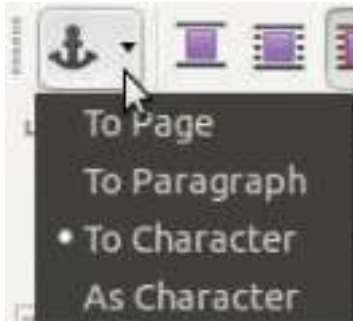 To Page
To Paragraph
To Character
As Character